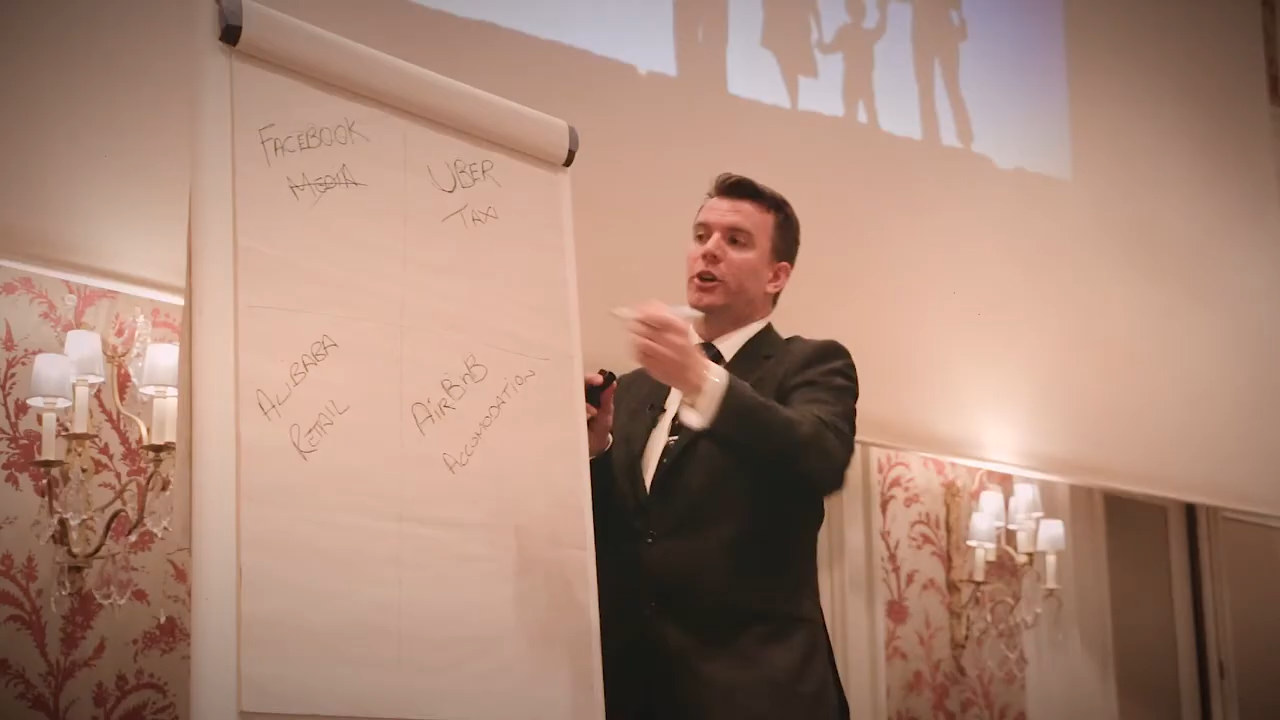 FACEBOOK
MEDIA
UBER
TAXI
ALIBABA
RETAIL
AIRBNB
ACCOMODATION